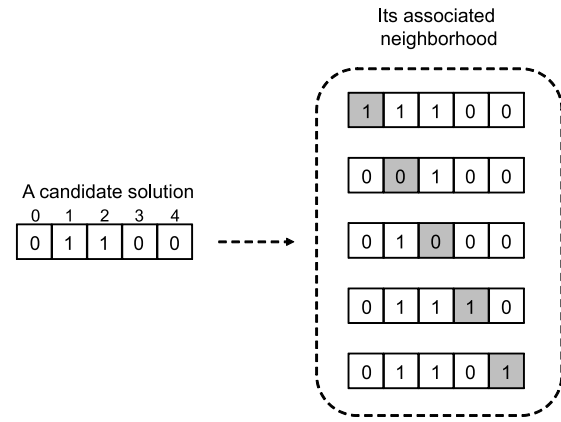 Its associated
neighborhood
1 1 1 0 0
0 0 1 0 0
A candidate solution
0 1 2 3 4
0 1 1 0 0
0 1 0 0 0
0 1 1 1 0
0 1 1 0 1